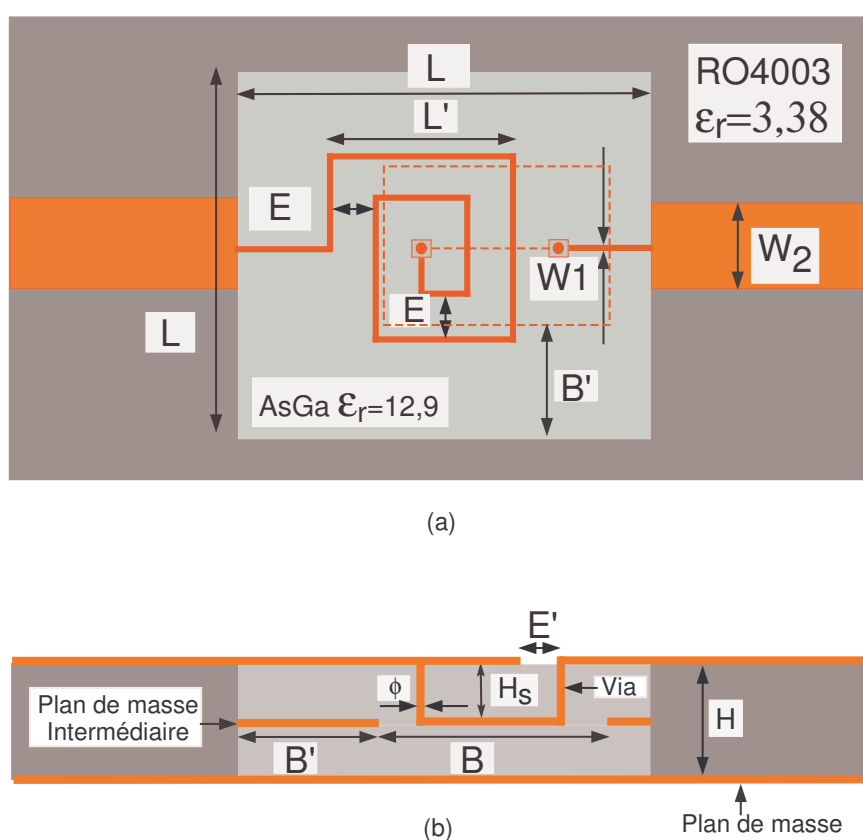 L
RO4003
εr=3,38
L'
E
W2
W1
E
L
B'
AsGa εr=12,9
(a)
E'
ϕ
HS
Via
Plan de masse
Intermédiaire
H
B'
B
Plan de masse
(b)